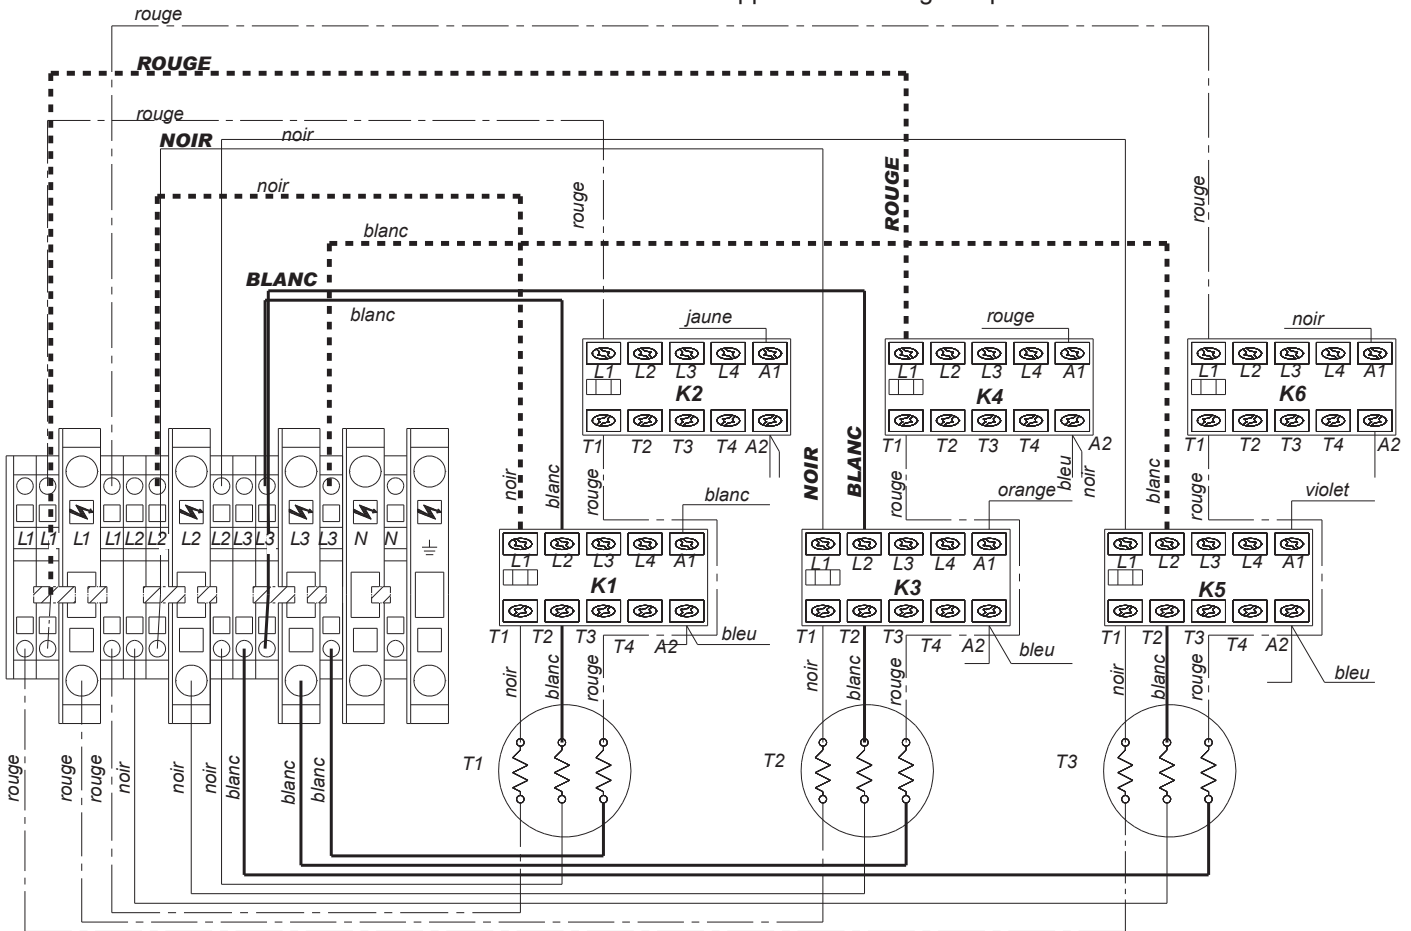 rouge
ROUGE
rouge
NOIR
noir
noir
rouge
ROUGE
rouge
blanc
BLANC
blanc
jaune
rouge
noir
L1 L2 L3 L4 A1
K2
T1 T2 T3 T4 A2
L1 L2 L3 L4 A1
K4
T1 T2 T3 T4 A2
L1 L2 L3 L4 A1
K6
T1 T2 T3 T4 A2
noir
blanc
rouge
blanc
NOIR
BLANC
rouge
bleu
noir
orange
blanc
rouge
violet
L1 L1 L1 L1 L2 L2 L2 L2 L3 L3 L3 L3 N N
L1 L2 L3 L4 A1
K1
T1 T2 T3 T4 A2
bleu
L1 L2 L3 L4 A1
K3
T1 T2 T3 T4 A2
bleu
L1 L2 L3 L4 A1
K5
T1 T2 T3 T4 A2
bleu
noir
blanc
rouge
noir
blanc
rouge
noir
blanc
rouge
T1
T2
T3
rouge
rouge
rouge
noir
noir
noir
blanc
blanc
blanc